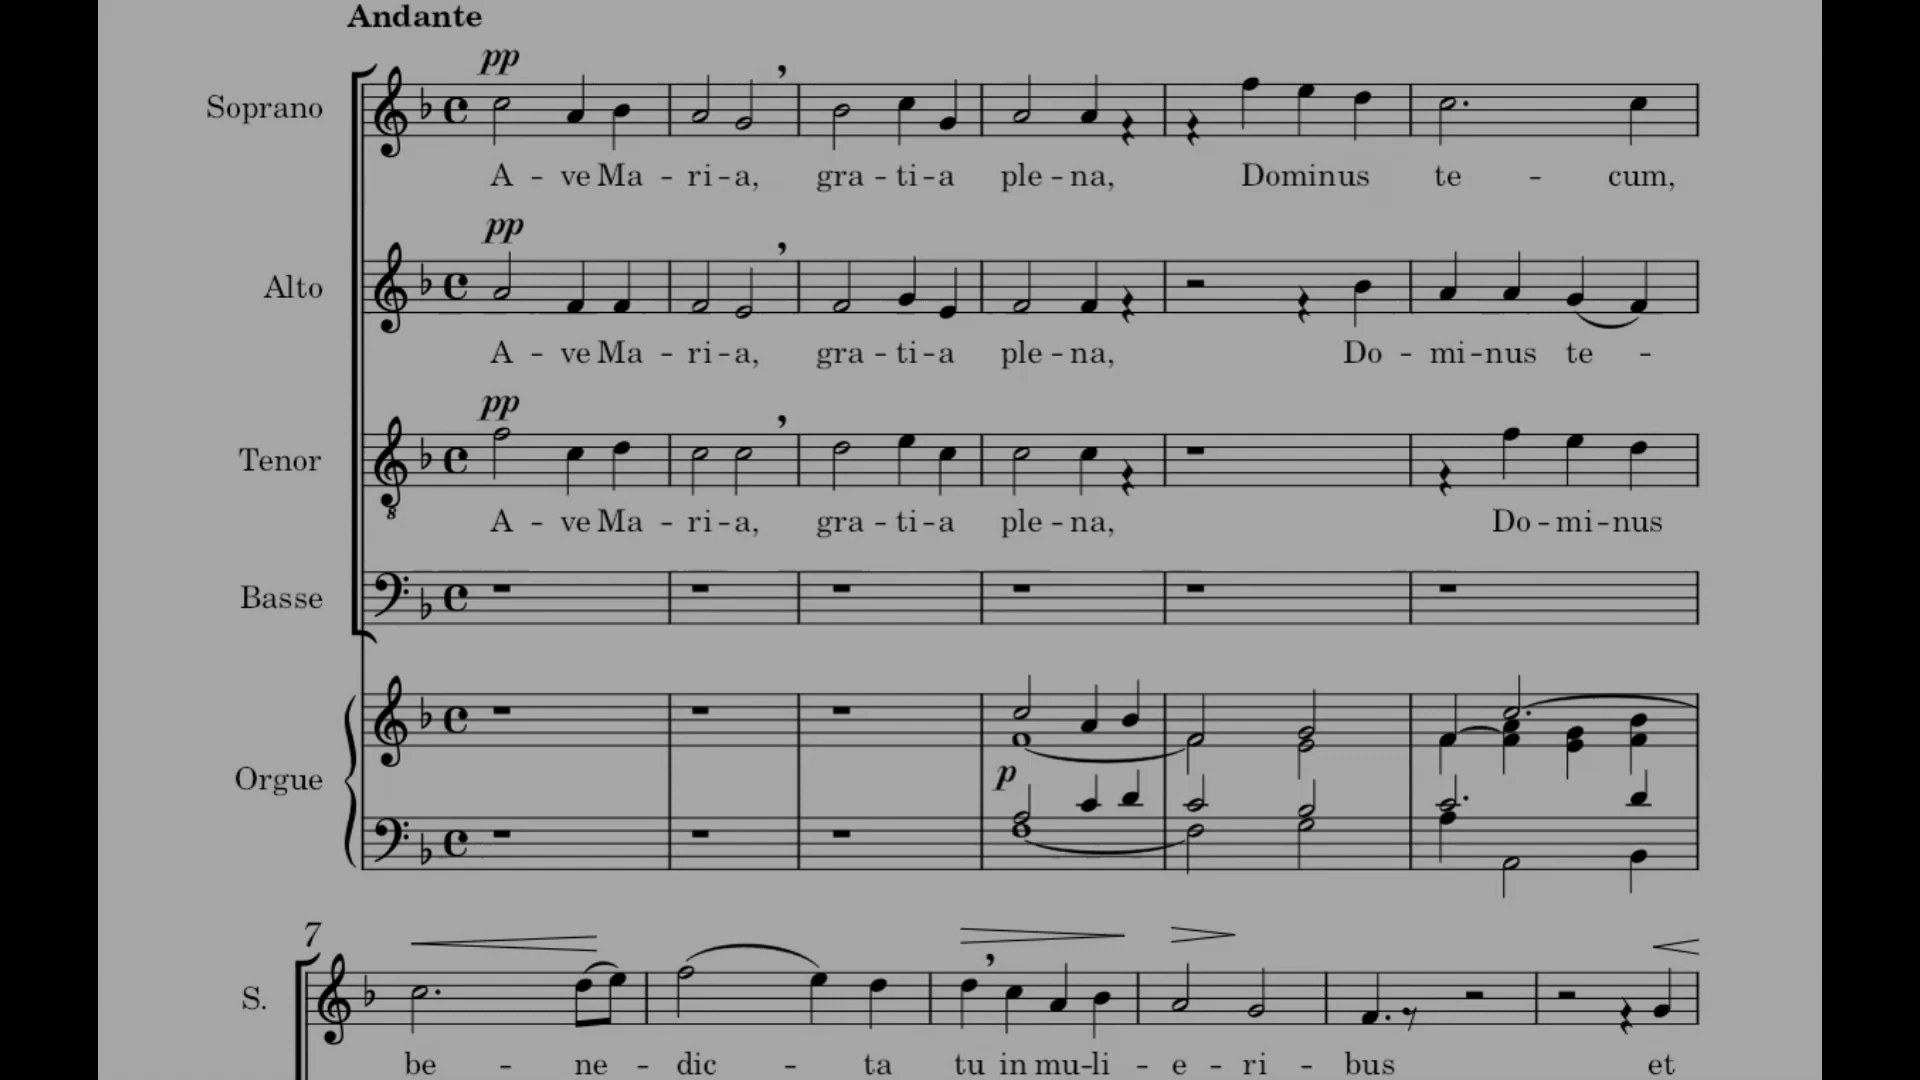 Andante
pp
Soprano
A - ve Ma - ri - a, gra - ti - a ple - na, Dominus te - cum,
pp
Alto
A - ve Ma - ri - a, gra - ti - a ple - na, Do - mi - nus te -
pp
Tenor
8
A - ve Ma - ri - a, gra - ti - a ple - na, Do - mi - nus
Basse
p
Orgue
7
S.
be - ne - dic - ta tu in mu - li - e - ri - bus et